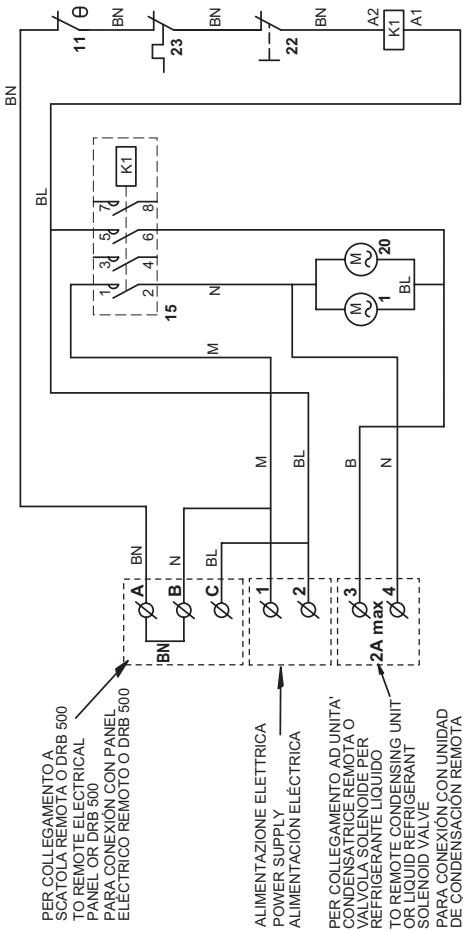 PER COLLEGAMENTO A
SCATOLA REMOTA O DRB 500
TO REMOTE ELECTRICAL
PANEL OR DRB 500
PARA CONEXIÓN CON PANEL
ELÉCTRICO REMOTO O DRB 500
ALIMENTAZIONE ELETTRICA
POWER SUPPLY
ALIMENTACIÓN ELÉCTRICA
PER COLLEGAMENTO AD UNITA'
CONDENSATRICE REMOTA O
VALVOLA SOLENOIDE PER
REFRIGERANTE LIQUIDO
TO REMOTE CONDENSING UNIT
OR LIQUID REFRIGERANT
SOLENOID VALVE
PARA CONEXIÓN CON UNIDAD
DE CONDENSACIÓN REMOTA
BN
A
B
C
1
2
3
4
2A max
BN
N
BL
M
BL
B
N
M
N
BN
BL
15
1
2
3
4
5
6
7
8
K1
M
1
M
20
BL
11
θ
BN
23
BN
22
BN
A2
K1
A1